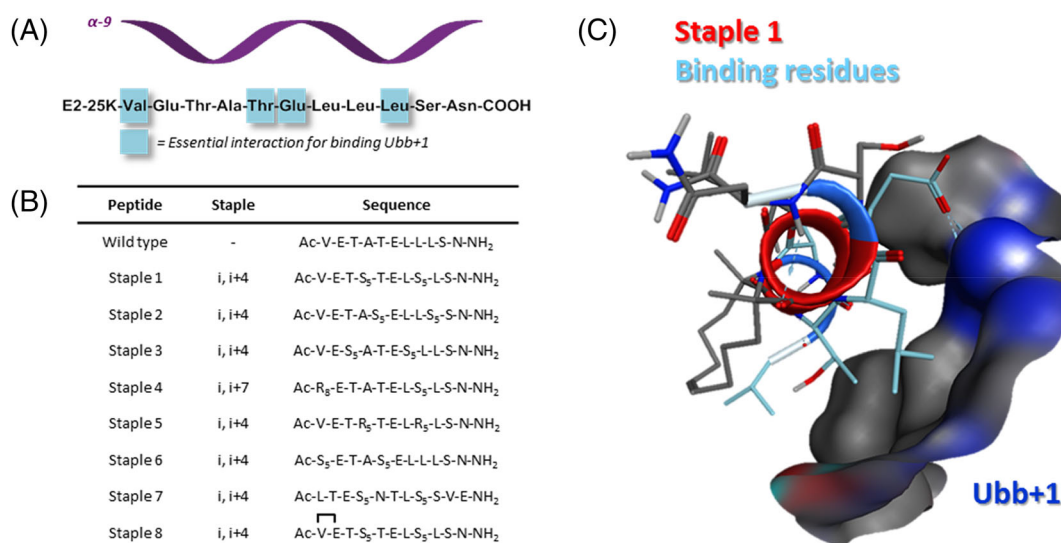 (A)
α-9
E2-25K-Val-Glu-Thr-Ala-Thr-Glu-Leu-Leu-Leu-Ser-Asn-COOH
= Essential interaction for binding Ubb+1
(B)
Peptide Staple Sequence
Wild type - Ac-V-E-T-A-T-E-L-L-L-S-N-NH₂
Staple 1 i, i+4 Ac-V-E-T-S₅-T-E-L-S₅-L-S-N-NH₂
Staple 2 i, i+4 Ac-V-E-T-A-S₅-E-L-L-S₅-S-N-NH₂
Staple 3 i, i+4 Ac-V-E-S₅-A-T-E-S₅-L-L-S-N-NH₂
Staple 4 i, i+7 Ac-R₈-E-T-A-T-E-L-S₅-L-S-N-NH₂
Staple 5 i, i+4 Ac-V-E-T-R₅-T-E-L-R₅-L-S-N-NH₂
Staple 6 i, i+4 Ac-S₅-E-T-A-S₅-E-L-L-L-S-N-NH₂
Staple 7 i, i+4 Ac-L-T-E-S₅-N-T-L-S₅-S-V-E-NH₂
Staple 8 i, i+4 Ac-V-E-T-S₅-T-E-L-S₅-L-S-N-NH₂
(C)
Staple 1
Binding residues
Ubb+1